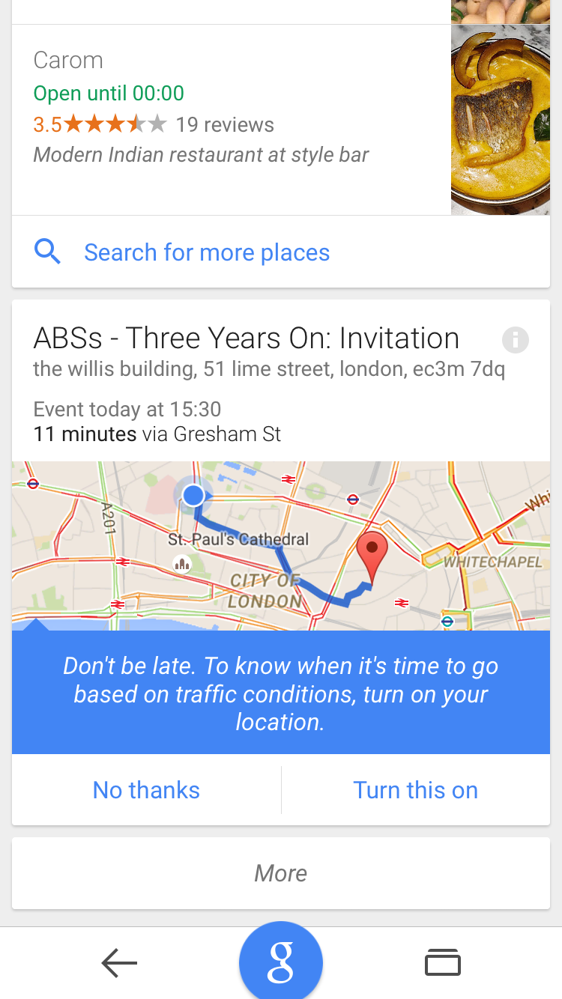 Carom
Open until 00:00
3.5 19 reviews
Modern Indian restaurant at style bar
Search for more places
ABSs - Three Years On: Invitation
the willis building, 51 lime street, london, ec3m 7dq
Event today at 15:30
11 minutes via Gresham St
A201
Whi
St. Paul's Cathedral
WHITECHAPEL
CITY OF
LONDON
Don't be late. To know when it's time to go
based on traffic conditions, turn on your
location.
No thanks
Turn this on
More
g